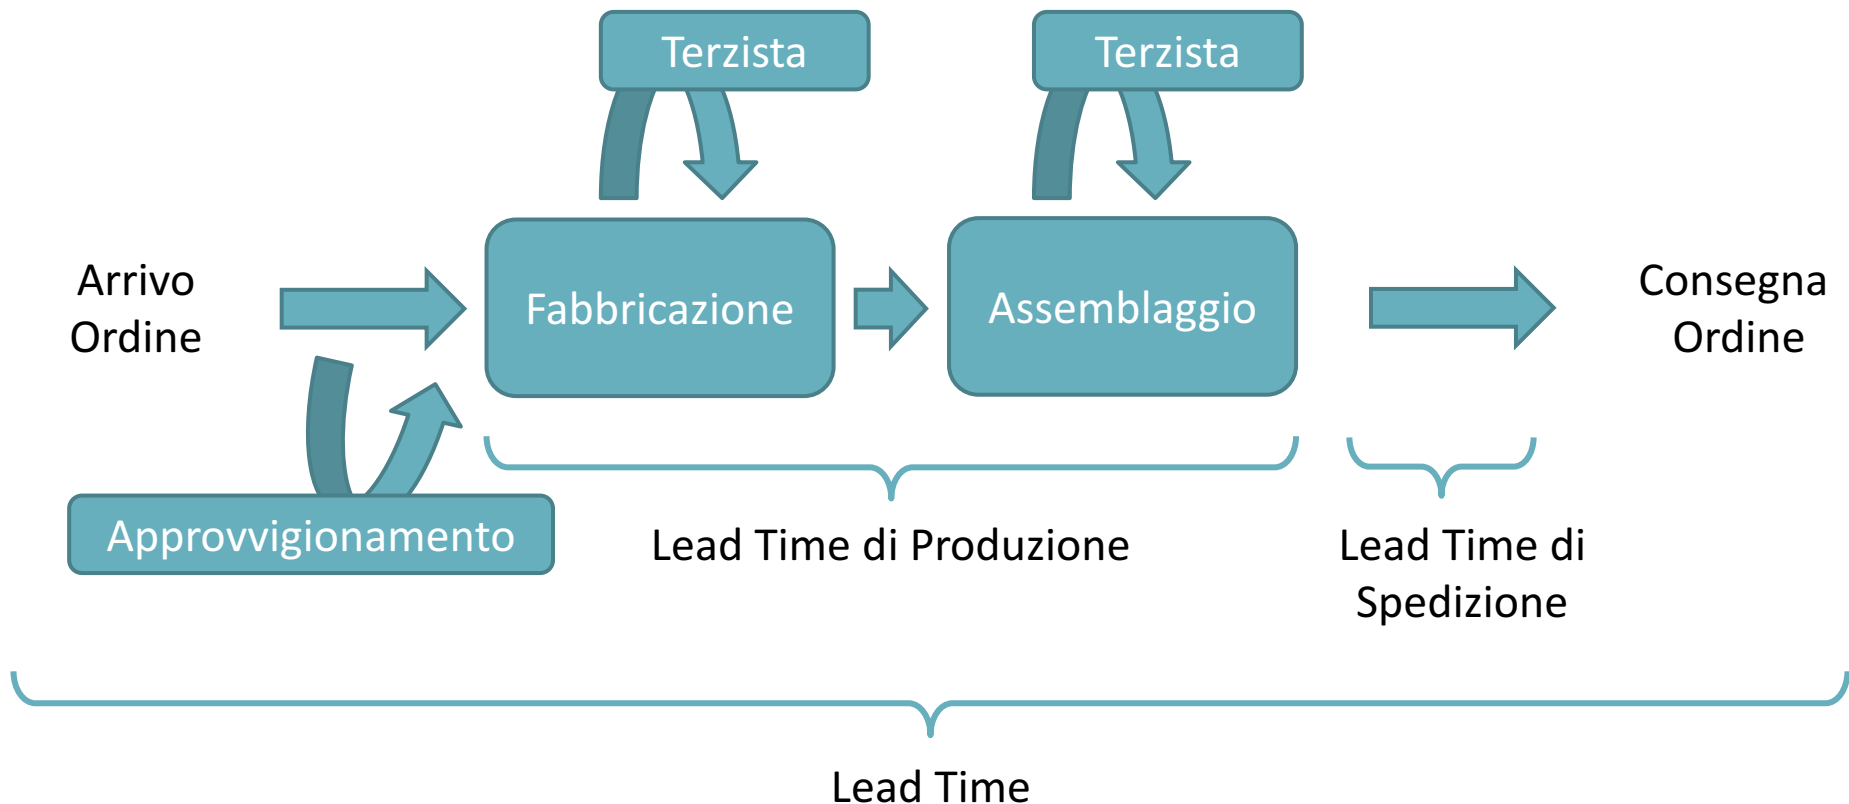 Terzista
Terzista
Arrivo
Ordine
Fabbricazione
Assemblaggio
Consegna
Ordine
Approvvigionamento
Lead Time di Produzione
Lead Time di
Spedizione
Lead Time